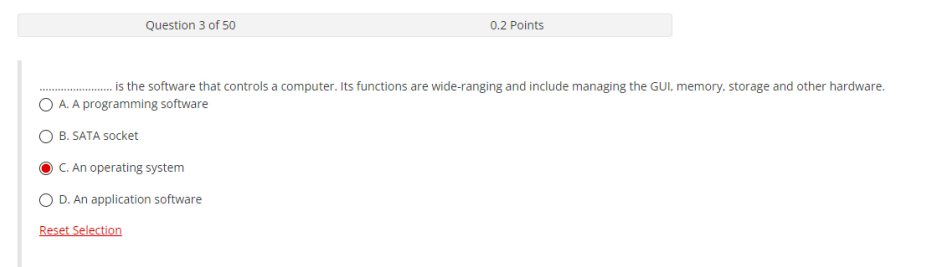 Question 3 of 50 0.2 Points
........................ is the software that controls a computer. Its functions are wide-ranging and include managing the GUI, memory, storage and other hardware.
A. A programming software
B. SATA socket
C. An operating system
D. An application software
Reset Selection